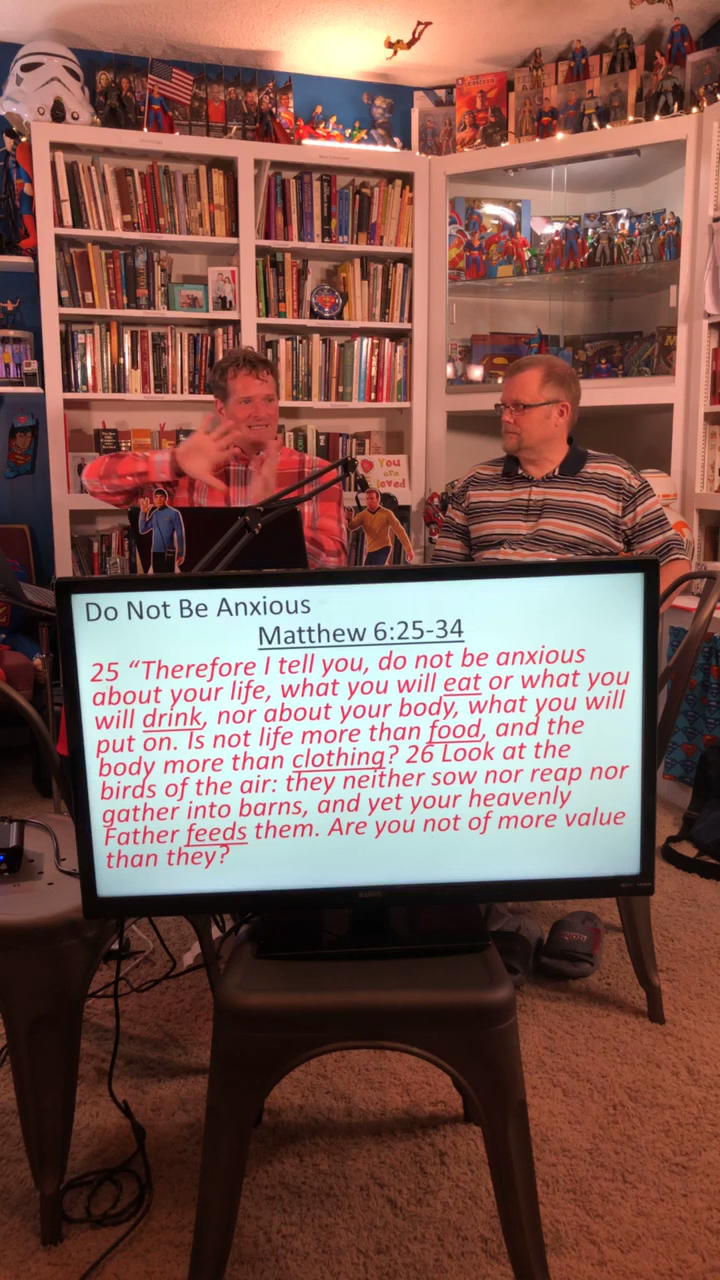 You
are
loved
Do Not Be Anxious
Matthew 6:25-34
25 “Therefore I tell you, do not be anxious
about your life, what you will eat or what you
will drink, nor about your body, what you will
put on. Is not life more than food, and the
body more than clothing? 26 Look at the
birds of the air: they neither sow nor reap nor
gather into barns, and yet your heavenly
Father feeds them. Are you not of more value
than they?